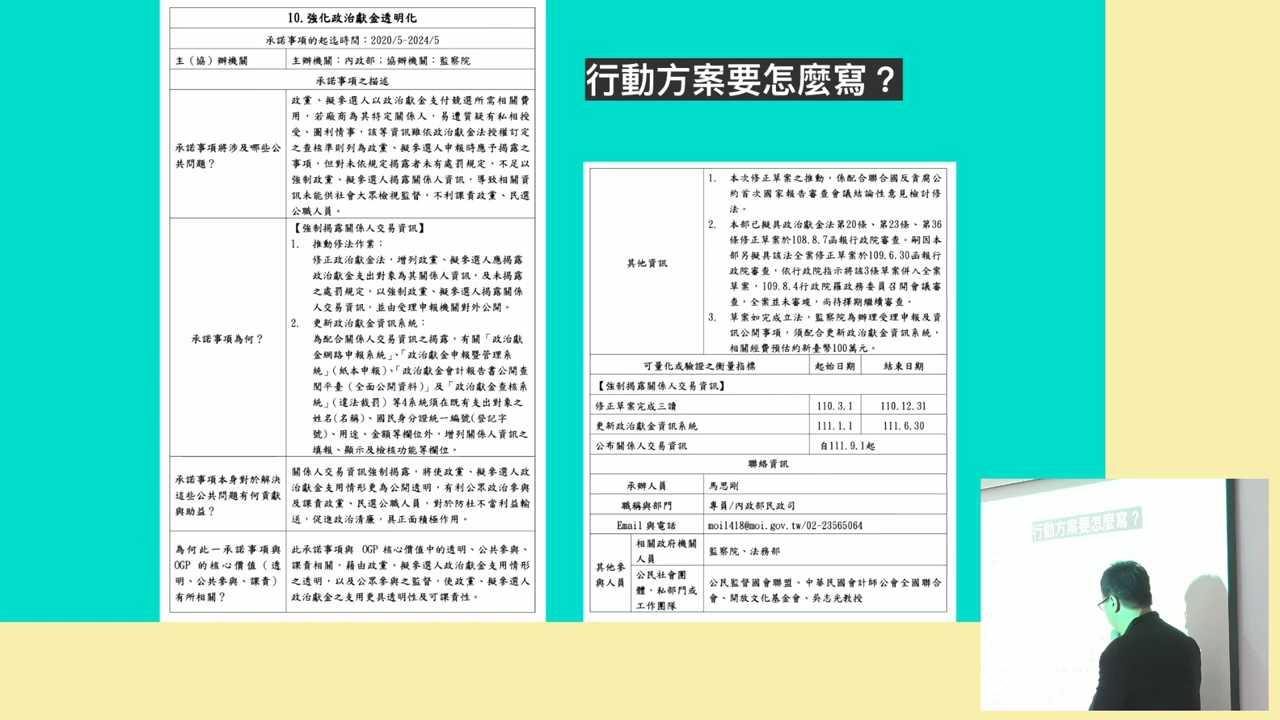 10.強化政治獻金透明化
承諾事項的起迄時間：2020/5-2024/5
主（協）辦機關
主辦機關：內政部；協辦機關：監察院
承諾事項之描述
承諾事項將涉及哪些公
共問題？
政黨、擬參選人以政治獻金支付競選所需相關費
用，若廠商為其特定關係人，易遭質疑有私相授
受、圖利情事，該等資訊雖依政治獻金法授權訂定
之查核準則列為政黨、擬參選人申報時應予揭露之
事項，但對未依規定揭露者未有處罰規定，不足以
強制政黨、擬參選人揭露關係人資訊，導致相關資
訊未能供社會大眾檢視監督，不利課責政黨、民選
公職人員。
承諾事項為何？
【強制揭露關係人交易資訊】
1. 推動修法作業：
修正政治獻金法，增列政黨、擬參選人應揭露
政治獻金支出對象為其關係人資訊，及未揭露
之處罰規定，以強制政黨、擬參選人揭露關係
人交易資訊，並由受理申報機關對外公開。
2. 更新政治獻金資訊系統：
為配合關係人交易資訊之揭露，有關「政治獻
金網路申報系統」、「政治獻金申報暨管理系
統」(紙本申報)、「政治獻金會計報告書公開查
閱平臺（全面公開資料）」及「政治獻金查核系
統」(違法裁罰）等4系統須在既有支出對象之
姓名(名稱)、國民身分證統一編號(登記字
號)、用途、金額等欄位外，增列關係人資訊之
填報、顯示及檢核功能等欄位。
承諾事項本身對於解決
這些公共問題有何貢獻
與助益？
關係人交易資訊強制揭露，將使政黨、擬參選人政
治獻金支用情形更為公開透明，有利公眾政治參與
及課責政黨、民選公職人員，對於防杜不當利益輸
送，促進政治清廉，具正面積極作用。
為何此一承諾事項與
OGP 的核心價值（透
明、公共參與、課責）
有所相關？
此承諾事項與 OGP 核心價值中的透明、公共參與、
課責相關，藉由政黨、擬參選人政治獻金支用情形
之透明，以及公眾參與之監督，使政黨、擬參選人
政治獻金之支用更具透明性及可課責性。
行動方案要怎麼寫？
其他資訊
1. 本次修正草案之推動，係配合聯合國反貪腐公
約首次國家報告審查會議結論性意見檢討修
法。
2. 本部已擬具政治獻金法第20條、第23條、第36
條修正草案於108.8.7函報行政院審查。嗣因本
部另擬具該法全案修正草案於109.6.30函報行
政院審查，依行政院指示將該3條草案併入全案
草案，109.8.4行政院羅政務委員召開會議審
查，全案並未審竣，尚待擇期繼續審查。
3. 草案如完成立法，監察院為辦理受理申報及資
訊公開事項，須配合更新政治獻金資訊系統，
相關經費預估約新臺幣100萬元。
可量化或驗證之衡量指標
起始日期
結束日期
【強制揭露關係人交易資訊】
修正草案完成三讀
110.3.1
110.12.31
更新政治獻金資訊系統
111.1.1
111.6.30
公布關係人交易資訊
自111.9.1起
聯絡資訊
承辦人員
馬思剛
職稱與部門
專員/內政部民政司
Email 與電話
moi1418@moi.gov.tw/02-23565064
其他參
與人員
相關政府機關
人員
監察院、法務部
公民社會團
體、私部門或
工作團隊
公民監督國會聯盟、中華民國會計師公會全國聯合
會、開放文化基金會、吳志光教授
行動方案要怎麼寫？